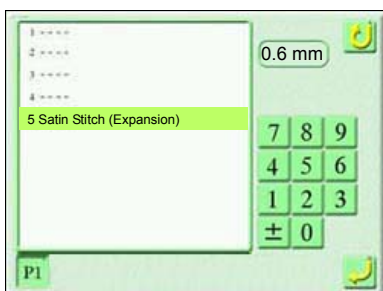 1 ----
2 ----
3 ----
4 ----
5 Satin Stitch (Expansion)
0.6 mm
7 8 9
4 5 6
1 2 3
± 0
P1